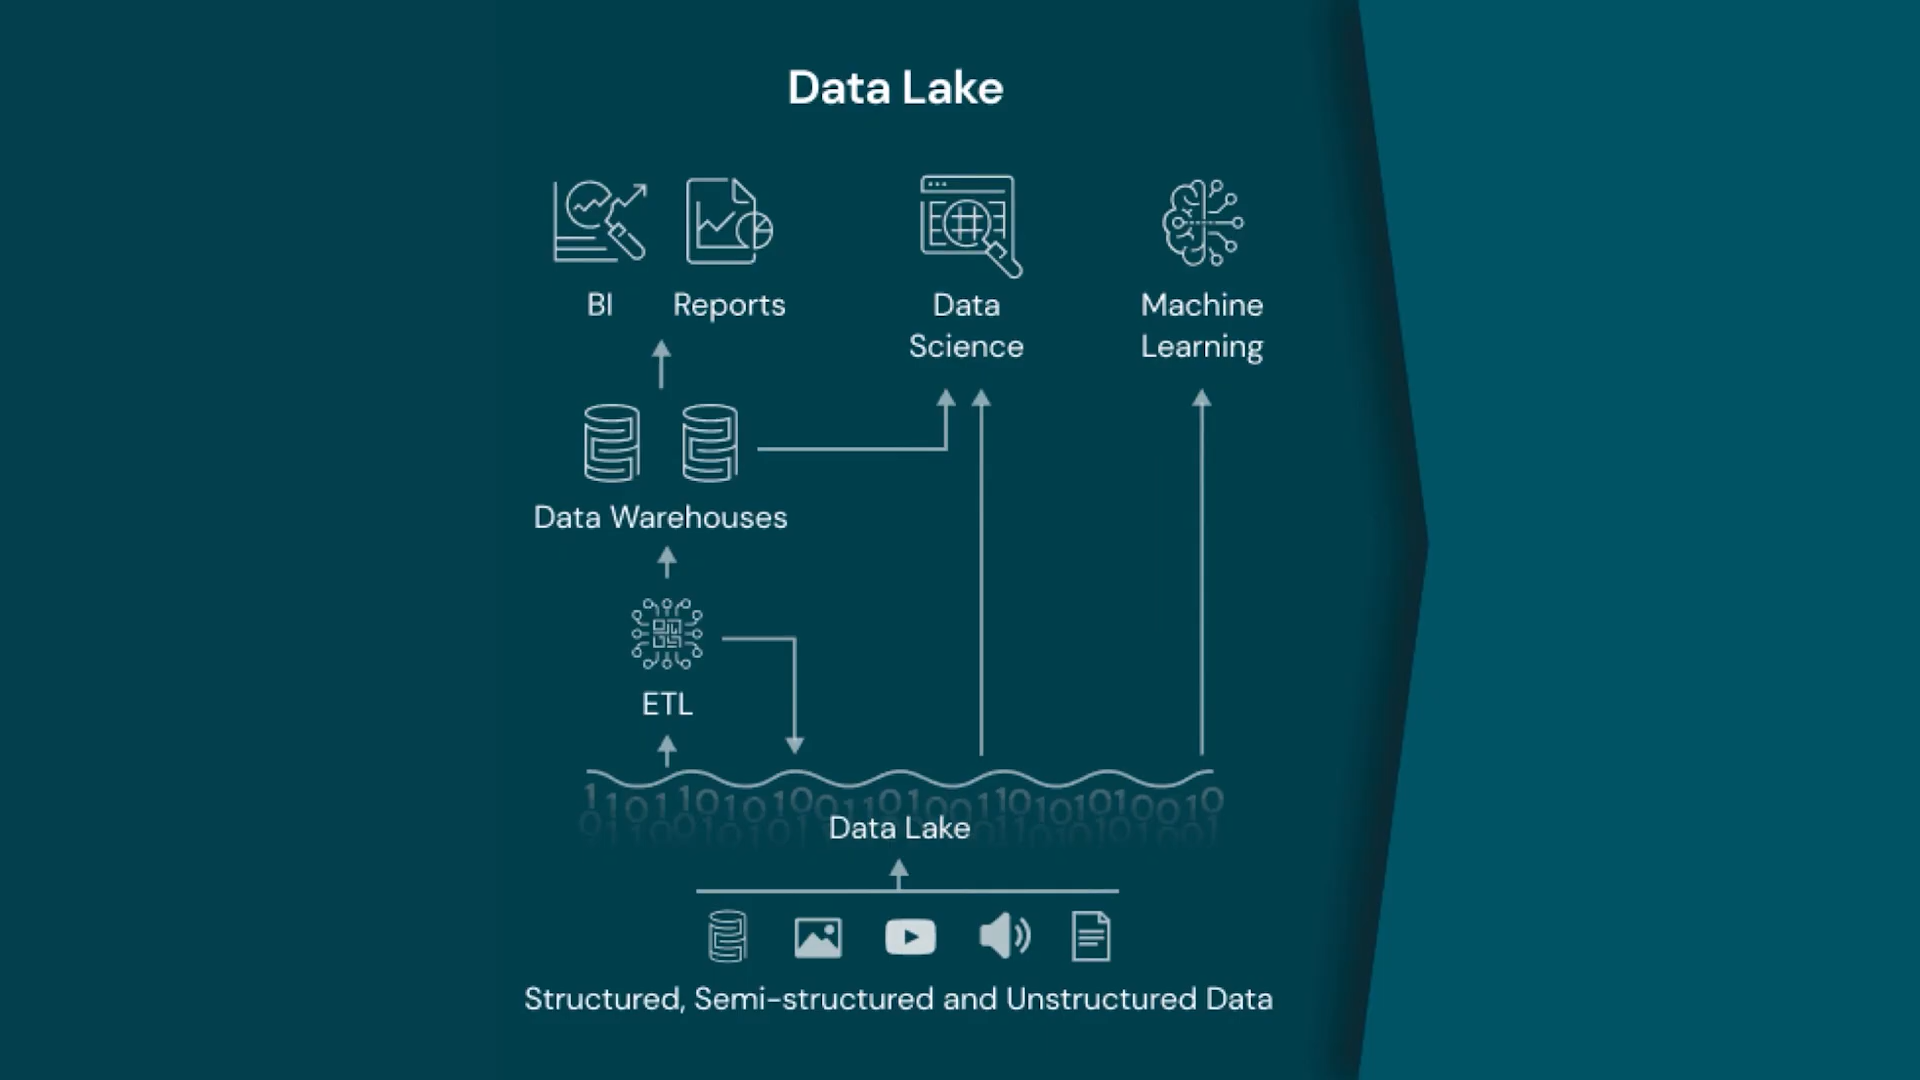 Data Lake
BI
Reports
Data
Science
Machine
Learning
Data Warehouses
ETL
Data Lake
Structured, Semi-structured and Unstructured Data